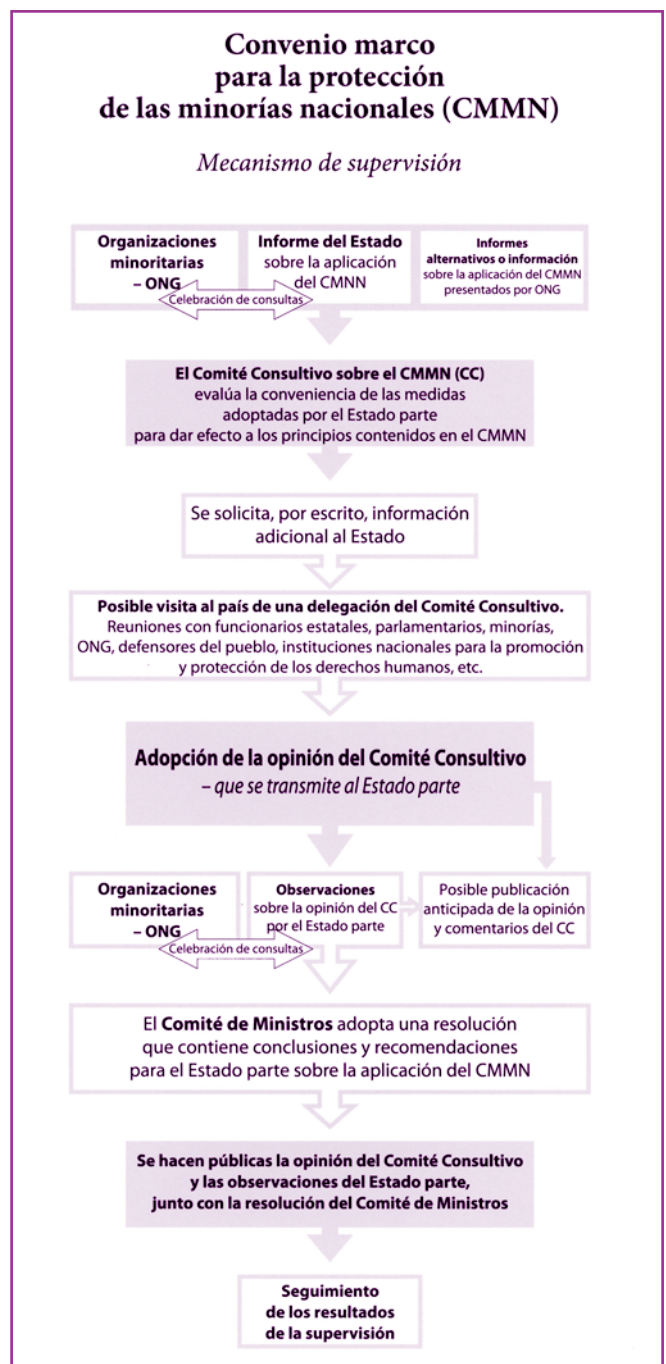 Convenio marco
para la protección
de las minorías nacionales (CMMN)
Mecanismo de supervisión
Organizaciones
minoritarias
– ONG
Informe del Estado
sobre la aplicación
del CMNN
Celebración de consultas
Informes
alternativos o información
sobre la aplicación del CMMN
presentados por ONG
El Comité Consultivo sobre el CMMN (CC)
evalúa la conveniencia de las medidas
adoptadas por el Estado parte
para dar efecto a los principios contenidos en el CMMN
Se solicita, por escrito, información
adicional al Estado
Posible visita al país de una delegación del Comité Consultivo.
Reuniones con funcionarios estatales, parlamentarios, minorías,
ONG, defensores del pueblo, instituciones nacionales para la promoción
y protección de los derechos humanos, etc.
Adopción de la opinión del Comité Consultivo
– que se transmite al Estado parte
Organizaciones
minoritarias
– ONG
Observaciones
sobre la opinión del CC
por el Estado parte
Celebración de consultas
Posible publicación
anticipada de la opinión
y comentarios del CC
El Comité de Ministros adopta una resolución
que contiene conclusiones y recomendaciones
para el Estado parte sobre la aplicación del CMMN
Se hacen públicas la opinión del Comité Consultivo
y las observaciones del Estado parte,
junto con la resolución del Comité de Ministros
Seguimiento
de los resultados
de la supervisión